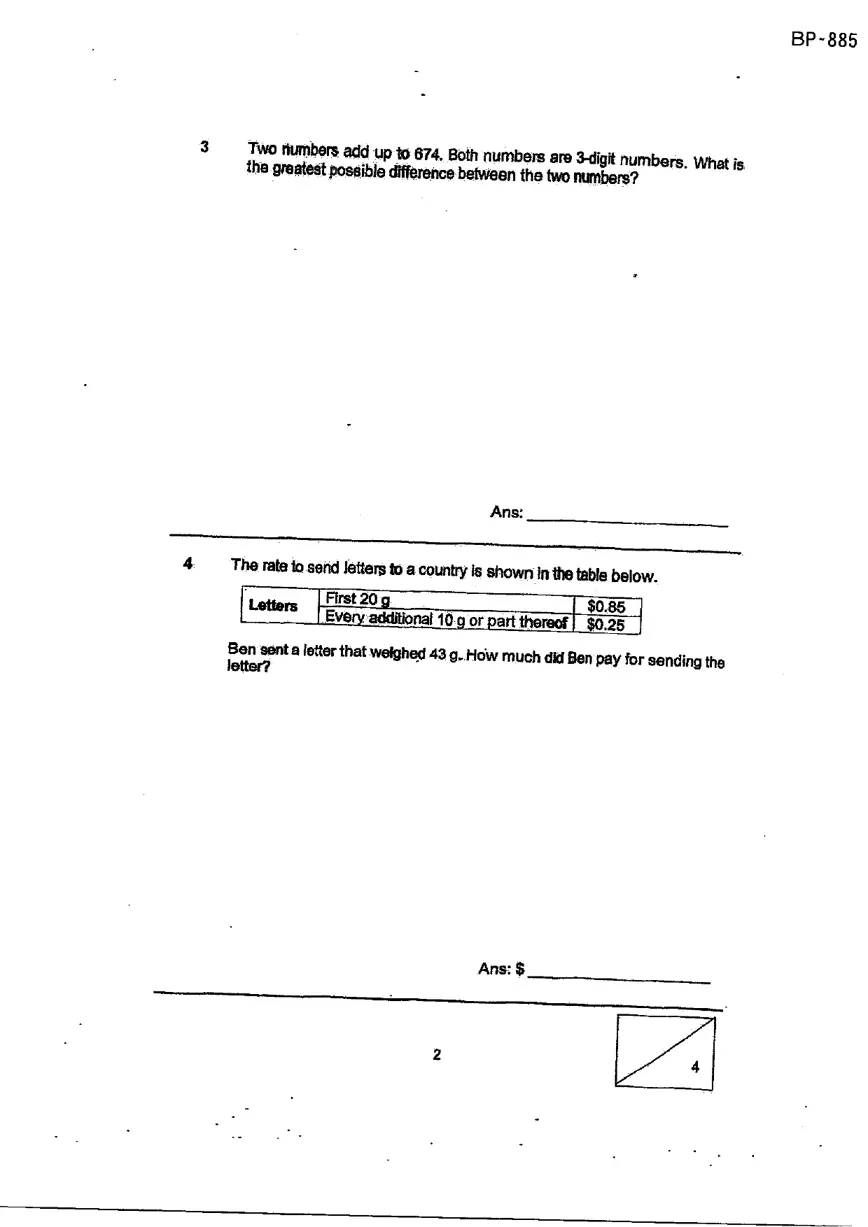 BP-885
3 Two numbers add up to 674. Both numbers are 3-digit numbers. What is
the greatest possible difference between the two numbers?
Ans:
4 The rate to send letters to a country is shown in the table below.
Letters First 20 g $0.85
Every additional 10 g or part thereof $0.25
Ben sent a letter that weighed 43 g. How much did Ben pay for sending the
letter?
Ans: $
2
4